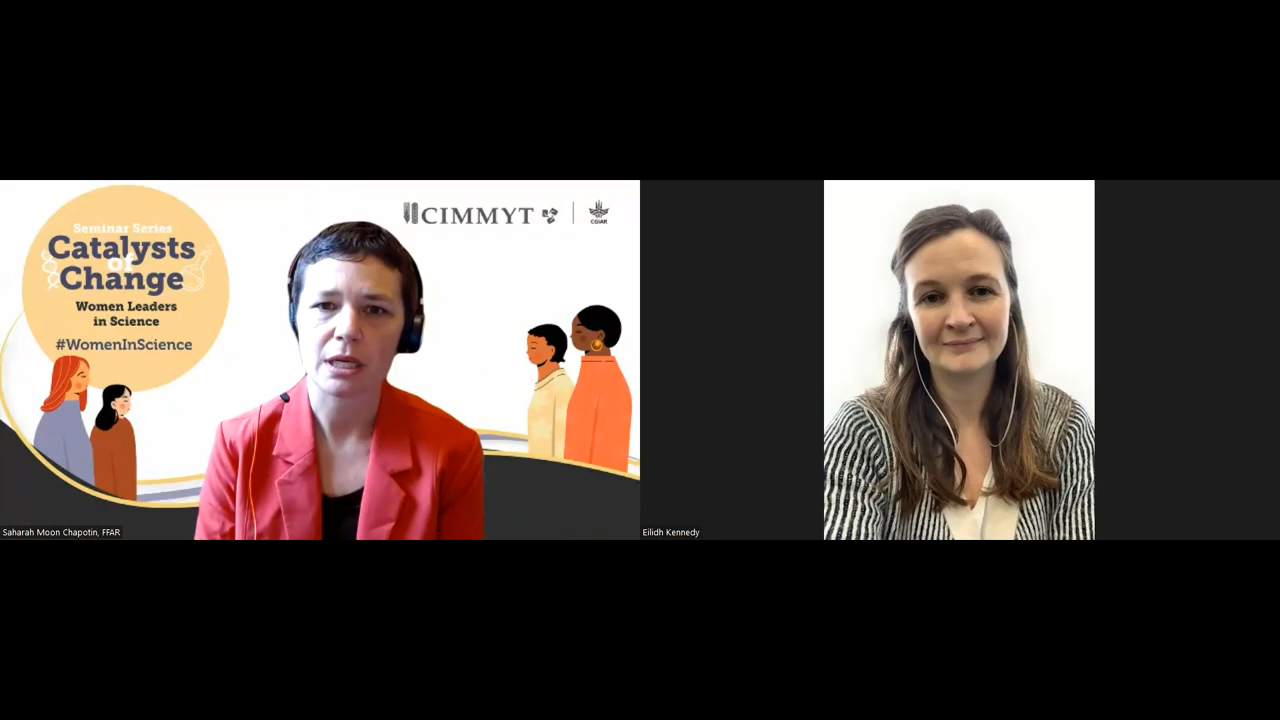 Seminar Series
Catalysts
of
Change
Women Leaders
in Science
#WomenInScience
CIMMYT
CGIAR
Saharah Moon Chapotin, FFAR
Eilidh Kennedy